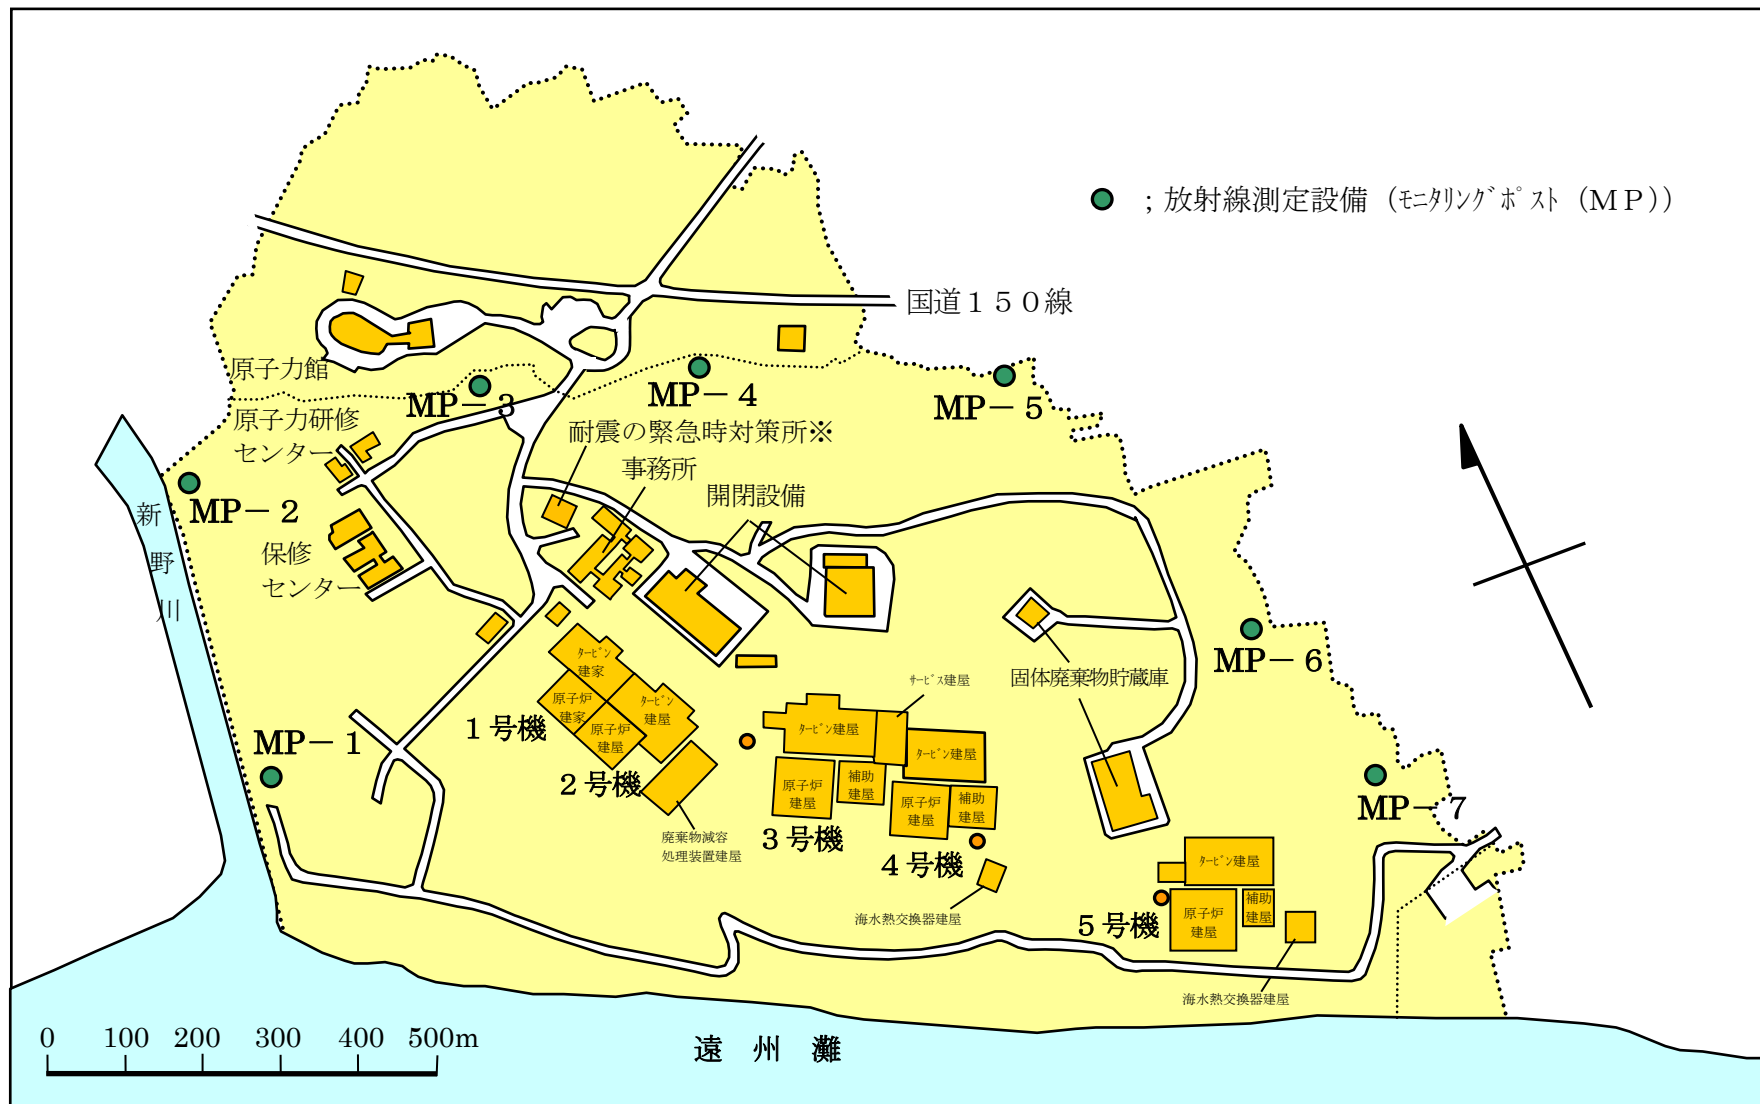 ；放射線測定設備（ﾓﾆﾀﾘﾝｸﾞﾎﾟｽﾄ（ＭＰ））
国道１５０線
原子力館
MP－3
MP－4
MP－5
原子力研修
センター
耐震の緊急時対策所※
事務所
開閉設備
MP－2
新
野
川
保修
センター
ﾀｰﾋﾞﾝ
建家
原子炉
建家
ﾀｰﾋﾞﾝ
建屋
原子炉
建屋
１号機
２号機
廃棄物減容
処理装置建屋
MP－1
ｻｰﾋﾞｽ建屋
固体廃棄物貯蔵庫
MP－6
ﾀｰﾋﾞﾝ建屋
ﾀｰﾋﾞﾝ建屋
原子炉
建屋
補助
建屋
原子炉
建屋
補助
建屋
３号機
４号機
海水熱交換器建屋
MP－7
ﾀｰﾋﾞﾝ建屋
原子炉
建屋
補助
建屋
５号機
海水熱交換器建屋
0 100 200 300 400 500m
遠 州 灘